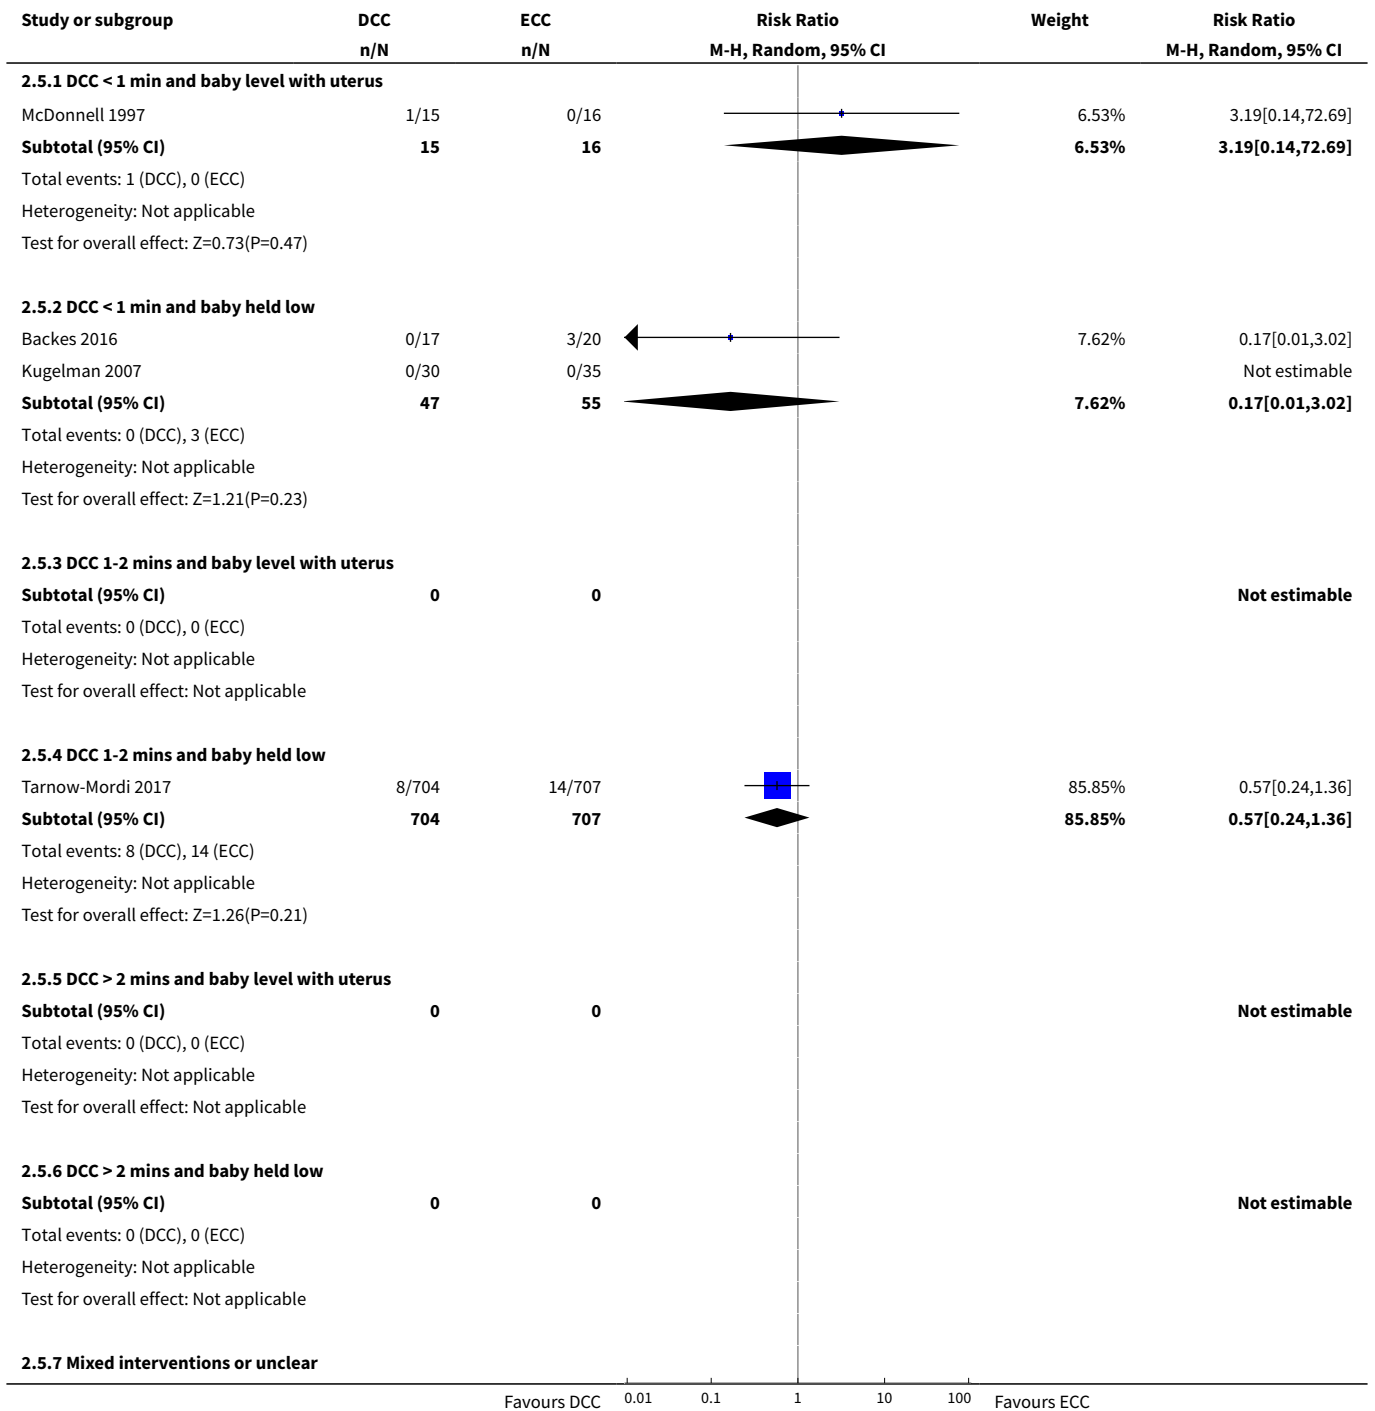 Study or subgroup DCC ECC Risk Ratio Weight Risk Ratio
n/N n/N M-H, Random, 95% CI M-H, Random, 95% CI
2.5.1 DCC < 1 min and baby level with uterus
McDonnell 1997 1/15 0/16 6.53% 3.19[0.14,72.69]
Subtotal (95% CI) 15 16 6.53% 3.19[0.14,72.69]
Total events: 1 (DCC), 0 (ECC)
Heterogeneity: Not applicable
Test for overall effect: Z=0.73(P=0.47)
2.5.2 DCC < 1 min and baby held low
Backes 2016 0/17 3/20 7.62% 0.17[0.01,3.02]
Kugelman 2007 0/30 0/35 Not estimable
Subtotal (95% CI) 47 55 7.62% 0.17[0.01,3.02]
Total events: 0 (DCC), 3 (ECC)
Heterogeneity: Not applicable
Test for overall effect: Z=1.21(P=0.23)
2.5.3 DCC 1-2 mins and baby level with uterus
Subtotal (95% CI) 0 0 Not estimable
Total events: 0 (DCC), 0 (ECC)
Heterogeneity: Not applicable
Test for overall effect: Not applicable
2.5.4 DCC 1-2 mins and baby held low
Tarnow-Mordi 2017 8/704 14/707 85.85% 0.57[0.24,1.36]
Subtotal (95% CI) 704 707 85.85% 0.57[0.24,1.36]
Total events: 8 (DCC), 14 (ECC)
Heterogeneity: Not applicable
Test for overall effect: Z=1.26(P=0.21)
2.5.5 DCC > 2 mins and baby level with uterus
Subtotal (95% CI) 0 0 Not estimable
Total events: 0 (DCC), 0 (ECC)
Heterogeneity: Not applicable
Test for overall effect: Not applicable
2.5.6 DCC > 2 mins and baby held low
Subtotal (95% CI) 0 0 Not estimable
Total events: 0 (DCC), 0 (ECC)
Heterogeneity: Not applicable
Test for overall effect: Not applicable
2.5.7 Mixed interventions or unclear
Favours DCC 0.01 0.1 1 10 100 Favours ECC